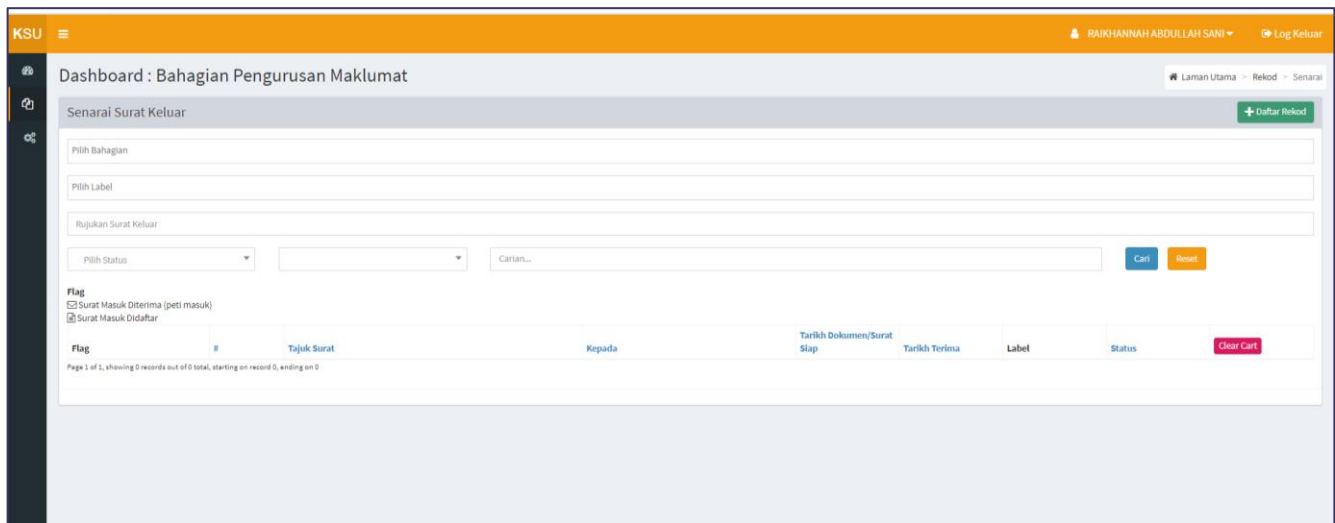 KSU
RAIKHANNAH ABDULLAH SANI
Log Keluar
Dashboard : Bahagian Pengurusan Maklumat
Laman Utama > Rekod > Senarai
Senarai Surat Keluar
Daftar Rekod
Pilih Bahagian
Pilih Label
Rujukan Surat Keluar
Pilih Status
Carian...
Cari
Reset
Flag
Surat Masuk Diterima (peti masuk)
Surat Masuk Didaftar
Flag # Tajuk Surat Kepada Tarikh Dokumen/Surat Siap Tarikh Terima Label Status Clear Cart
Page 1 of 1, showing 0 records out of 0 total, starting on record 0, ending on 0